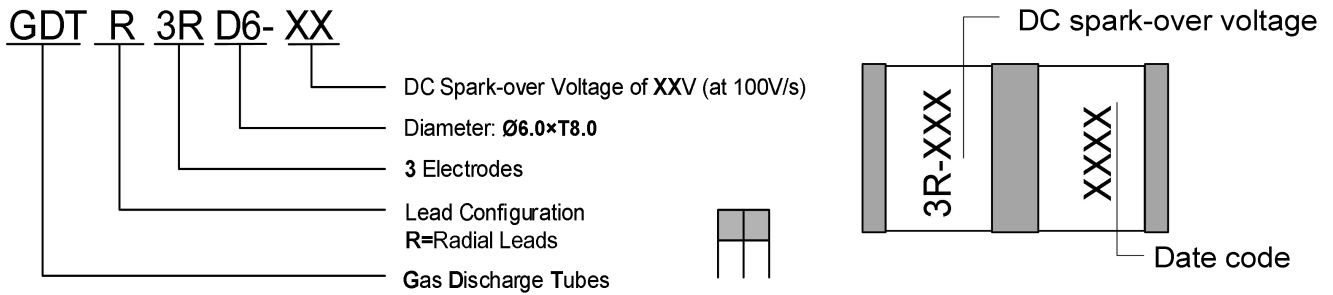 GDT R 3R D6- XX
DC Spark-over Voltage of XXV (at 100V/s)
Diameter: Ø6.0×T8.0
3 Electrodes
Lead Configuration
R=Radial Leads
Gas Discharge Tubes
DC spark-over voltage
3R-XXX
XXXX
Date code